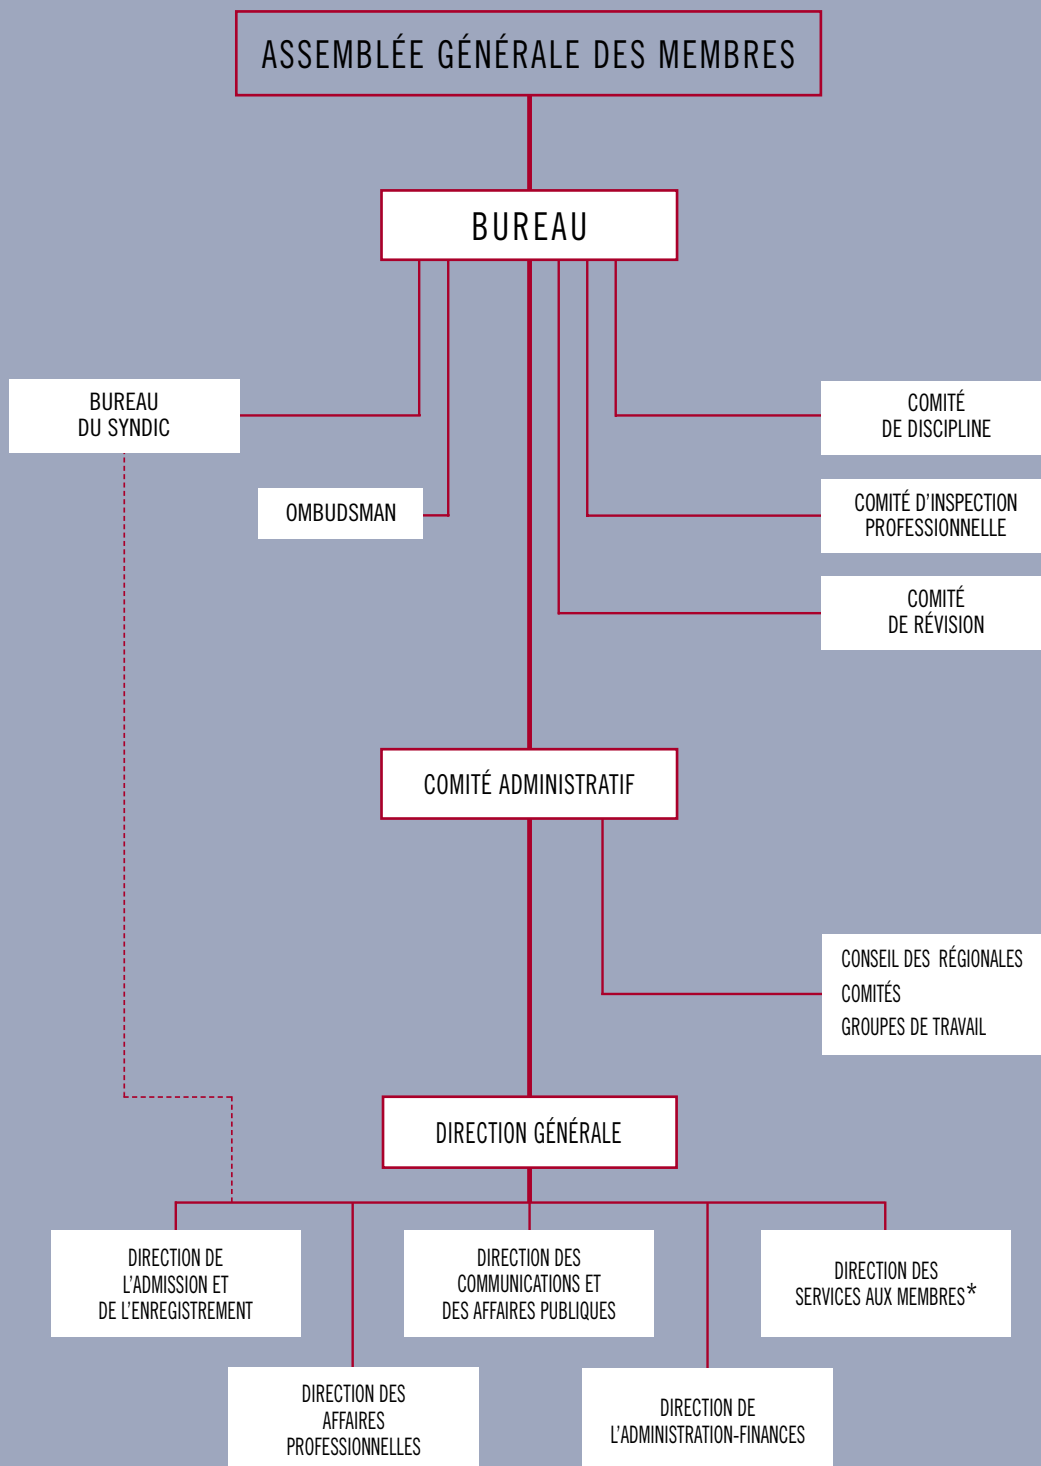 ASSEMBLÉE GÉNÉRALE DES MEMBRES
BUREAU
BUREAU
DU SYNDIC
COMITÉ
DE DISCIPLINE
OMBUDSMAN
COMITÉ D'INSPECTION
PROFESSIONNELLE
COMITÉ
DE RÉVISION
COMITÉ ADMINISTRATIF
CONSEIL DES RÉGIONALES
COMITÉS
GROUPES DE TRAVAIL
DIRECTION GÉNÉRALE
DIRECTION DE
L'ADMISSION ET
DE L'ENREGISTREMENT
DIRECTION DES
COMMUNICATIONS ET
DES AFFAIRES PUBLIQUES
DIRECTION DES
SERVICES AUX MEMBRES*
DIRECTION DES
AFFAIRES
PROFESSIONNELLES
DIRECTION DE
L'ADMINISTRATION-FINANCES